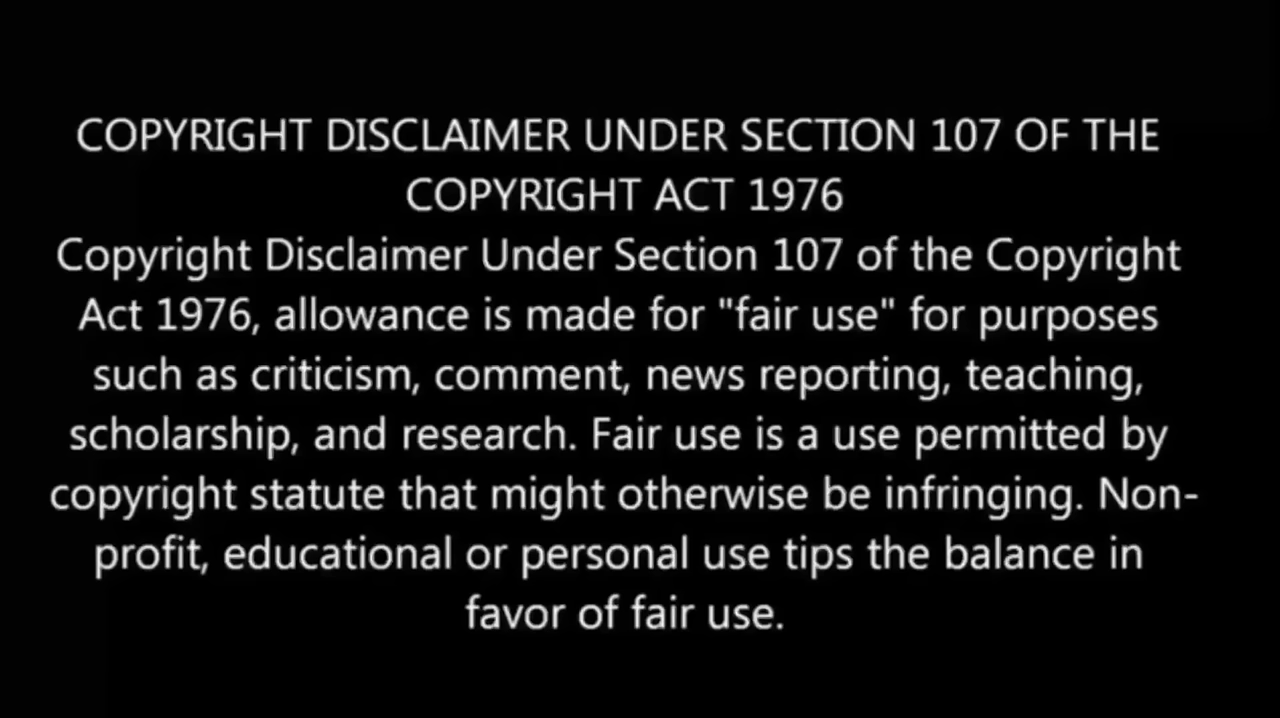 COPYRIGHT DISCLAIMER UNDER SECTION 107 OF THE
COPYRIGHT ACT 1976
Copyright Disclaimer Under Section 107 of the Copyright
Act 1976, allowance is made for "fair use" for purposes
such as criticism, comment, news reporting, teaching,
scholarship, and research. Fair use is a use permitted by
copyright statute that might otherwise be infringing. Non-
profit, educational or personal use tips the balance in
favor of fair use.